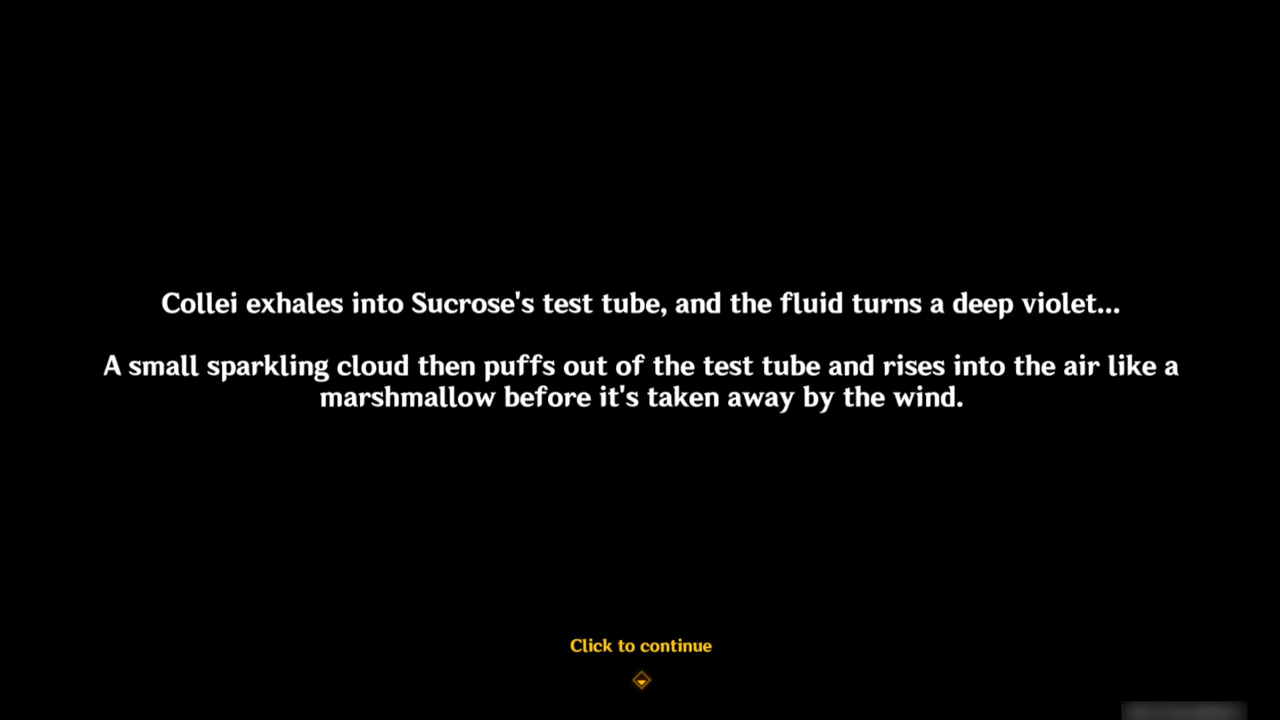 Collei exhales into Sucrose's test tube, and the fluid turns a deep violet...
A small sparkling cloud then puffs out of the test tube and rises into the air like a
marshmallow before it's taken away by the wind.
Click to continue